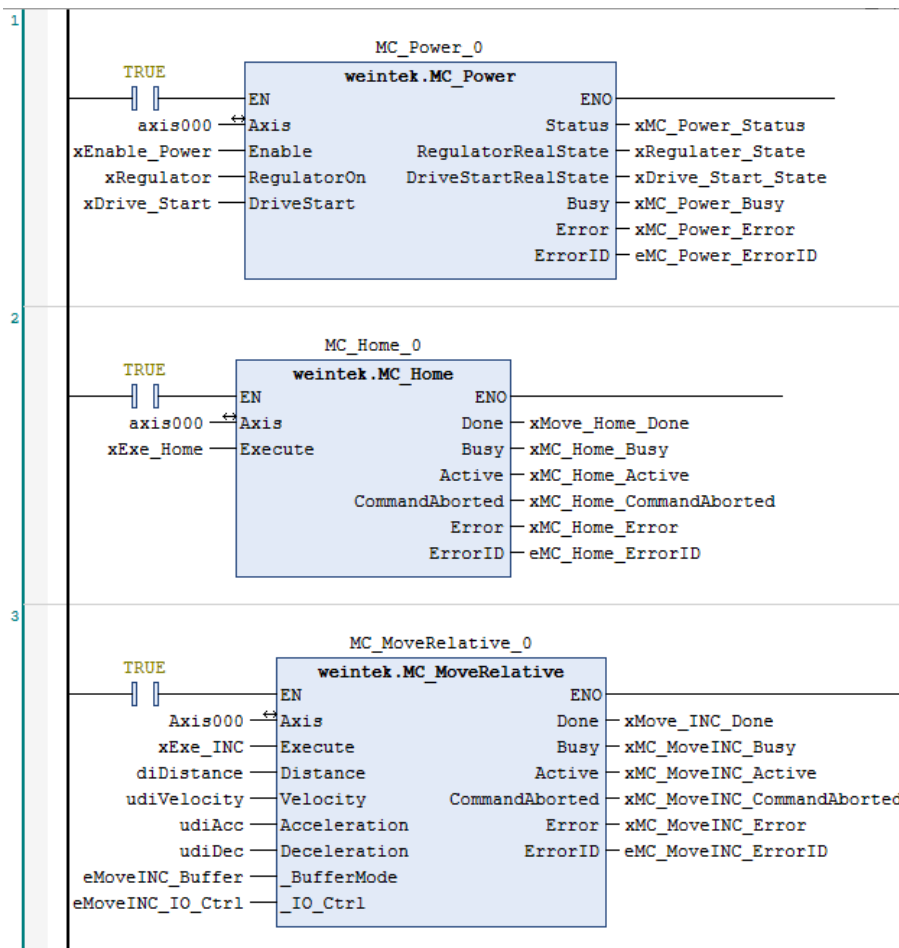 1
MC_Power_0
TRUE weintek.MC_Power
EN ENO
axis000 Axis Status xMC_Power_Status
xEnable_Power Enable RegulatorRealState xRegulater_State
xRegulator RegulatorOn DriveStartRealState xDrive_Start_State
xDrive_Start DriveStart Busy xMC_Power_Busy
Error xMC_Power_Error
ErrorID eMC_Power_ErrorID
2
MC_Home_0
TRUE weintek.MC_Home
EN ENO
axis000 Axis Done xMove_Home_Done
xExe_Home Execute Busy xMC_Home_Busy
Active xMC_Home_Active
CommandAborted xMC_Home_CommandAborted
Error xMC_Home_Error
ErrorID eMC_Home_ErrorID
3
MC_MoveRelative_0
TRUE weintek.MC_MoveRelative
EN ENO
Axis000 Axis Done xMove_INC_Done
xExe_INC Execute Busy xMC_MoveINC_Busy
diDistance Distance Active xMC_MoveINC_Active
udiVelocity Velocity CommandAborted xMC_MoveINC_CommandAborted
udiAcc Acceleration Error xMC_MoveINC_Error
udiDec Deceleration ErrorID eMC_MoveINC_ErrorID
eMoveINC_Buffer _BufferMode
eMoveINC_IO_Ctrl _IO_Ctrl